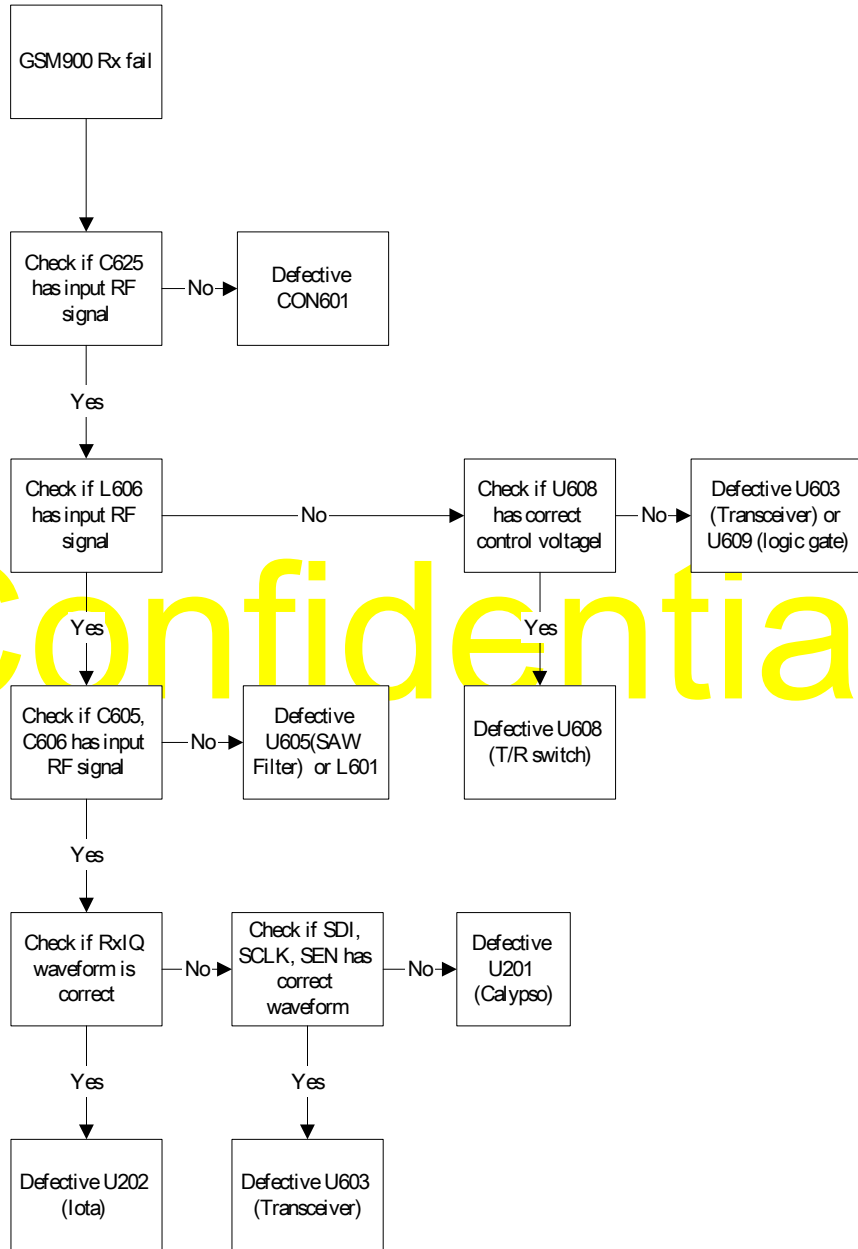 GSM900 Rx fail
Check if C625
has input RF
signal
No
Defective
CON601
Yes
Check if L606
has input RF
signal
No
Check if U608
has correct
control voltagel
No
Defective U603
(Transceiver) or
U609 (logic gate)
Confidentia
Yes
Yes
Check if C605,
C606 has input
RF signal
No
Defective
U605(SAW
Filter) or L601
Defective U608
(T/R switch)
Yes
Check if RxIQ
waveform is
correct
No
Check if SDI,
SCLK, SEN has
correct
waveform
No
Defective
U201
(Calypso)
Yes
Yes
Defective U202
(Iota)
Defective U603
(Transceiver)